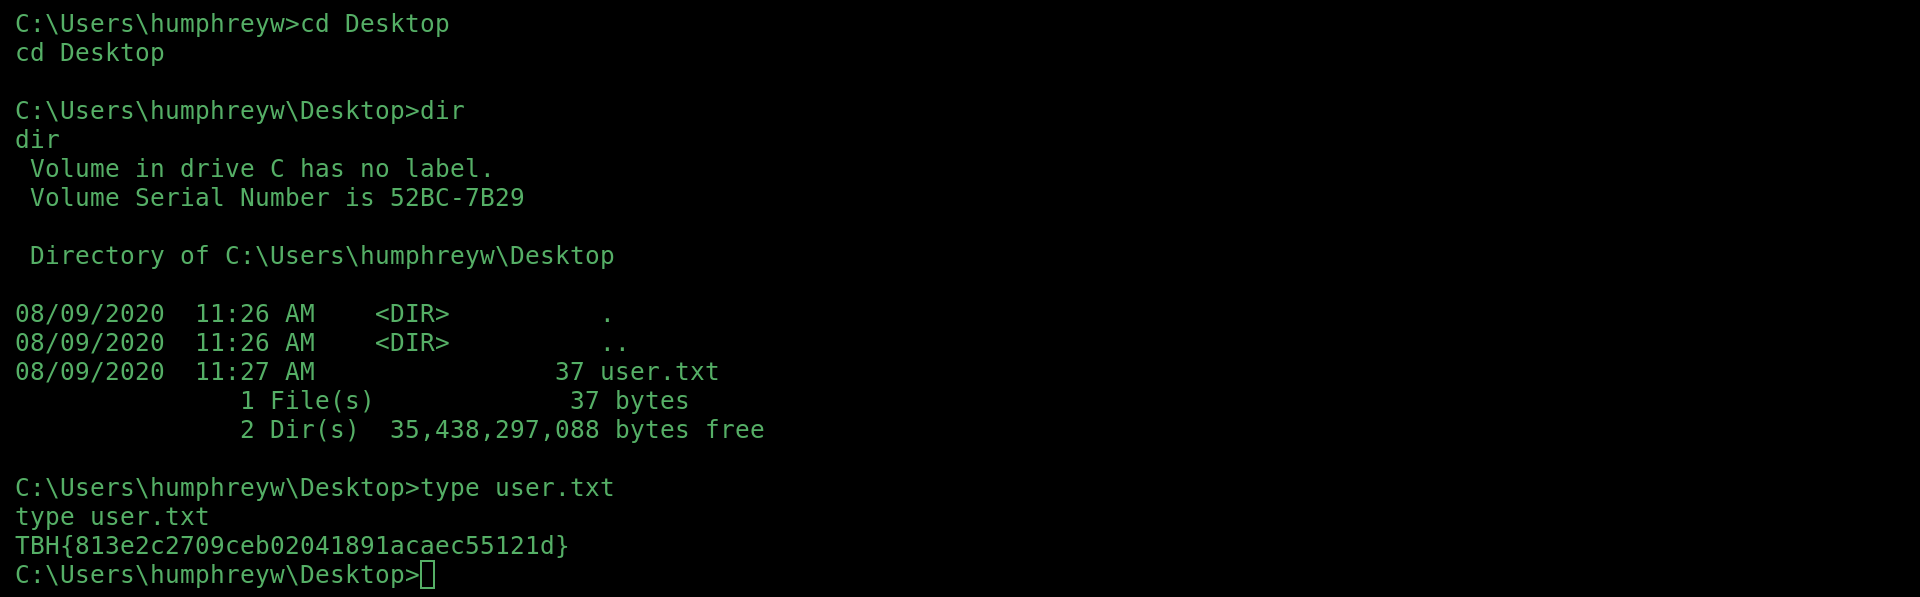 C:\Users\humphreyw>cd Desktop
cd Desktop

C:\Users\humphreyw\Desktop>dir
dir
 Volume in drive C has no label.
 Volume Serial Number is 52BC-7B29

 Directory of C:\Users\humphreyw\Desktop

08/09/2020  11:26 AM    <DIR>          .
08/09/2020  11:26 AM    <DIR>          ..
08/09/2020  11:27 AM                37 user.txt
               1 File(s)             37 bytes
               2 Dir(s)  35,438,297,088 bytes free

C:\Users\humphreyw\Desktop>type user.txt
type user.txt
TBH{813e2c2709ceb02041891acaec55121d}
C:\Users\humphreyw\Desktop>